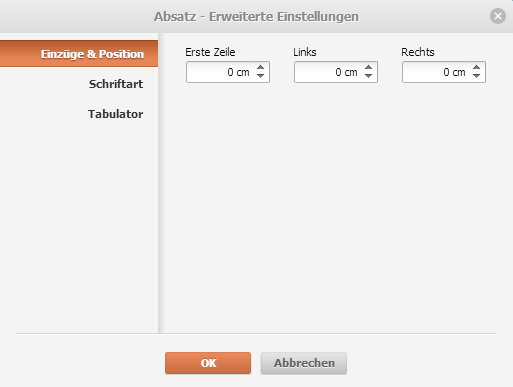 Absatz - Erweiterte Einstellungen
Einzüge & Position
Schriftart
Tabulator
Erste Zeile Links Rechts
0 cm 0 cm 0 cm
OK Abbrechen